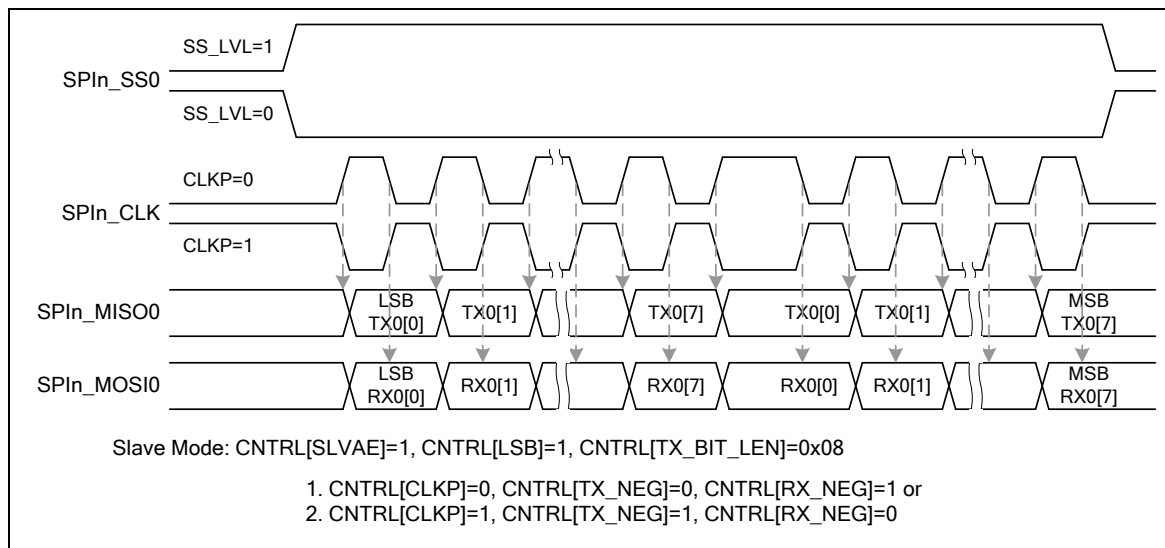 SS_LVL=1
SPIn_SS0
SS_LVL=0
CLKP=0
SPIn_CLK
CLKP=1
SPIn_MISO0
LSB
TX0[0]
TX0[1]
TX0[7]
TX0[0]
TX0[1]
MSB
TX0[7]
SPIn_MOSI0
LSB
RX0[0]
RX0[1]
RX0[7]
RX0[0]
RX0[1]
MSB
RX0[7]
Slave Mode: CNTRL[SLVAE]=1, CNTRL[LSB]=1, CNTRL[TX_BIT_LEN]=0x08
1. CNTRL[CLKP]=0, CNTRL[TX_NEG]=0, CNTRL[RX_NEG]=1 or
2. CNTRL[CLKP]=1, CNTRL[TX_NEG]=1, CNTRL[RX_NEG]=0